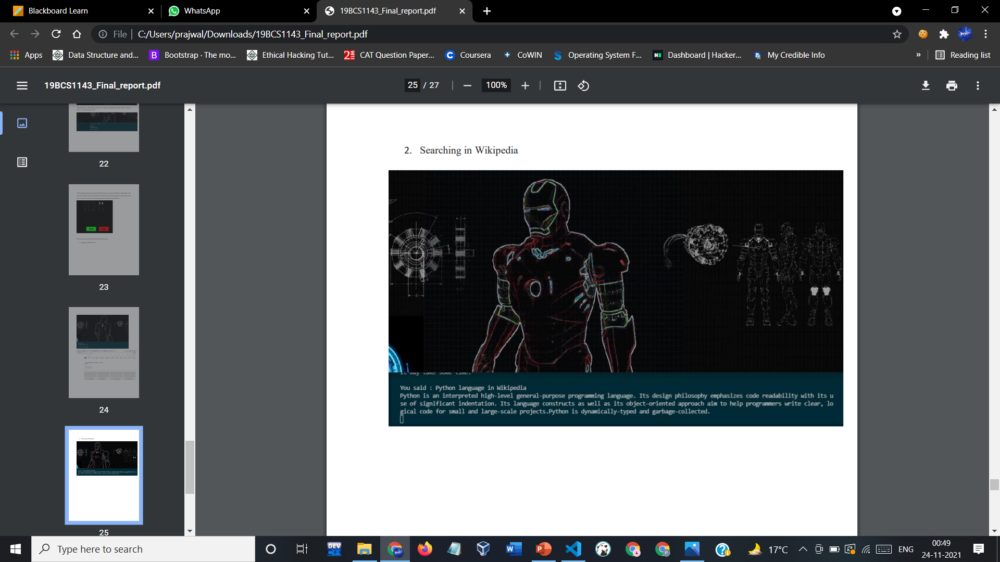 Blackboard Learn
WhatsApp
19BCS1143_Final_report.pdf
File
C:/Users/prajwal/Downloads/19BCS1143_Final_report.pdf
Apps
Data Structure and...
Bootstrap · The mo...
Ethical Hacking Tut...
CAT Question Paper...
Coursera
CoWIN
Operating System F...
Dashboard | Hacker...
My Credible Info
»
Reading list
19BCS1143_Final_report.pdf
25 / 27
100%
22
23
24
25
2. Searching in Wikipedia
It may take some time.
You said : Python language in Wikipedia
Python is an interpreted high-level general-purpose programming language. Its design philosophy emphasizes code readability with its u
se of significant indentation. Its language constructs as well as its object-oriented approach aim to help programmers write clear, lo
gical code for small and large-scale projects.Python is dynamically-typed and garbage-collected.
Type here to search
DEV
17°C
ENG
00:49
24-11-2021